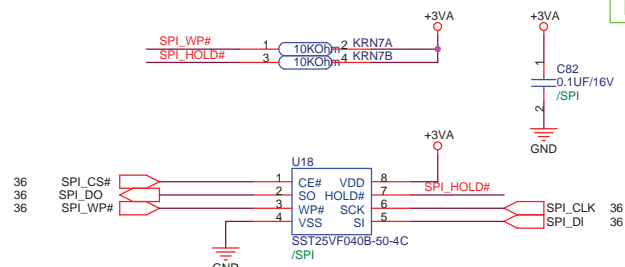 +3VA +3VA
SPI_WP# 1 10KOhm 2 KRN7A
SPI_HOLD# 3 10KOhm 4 KRN7B
1 C82
0.1UF/16V
/SPI
2
GND
+3VA
U18
36 SPI_CS# 1 CE# VDD 8
36 SPI_DO 2 SO HOLD# 7 SPI_HOLD#
36 SPI_WP# 3 WP# SCK 6 SPI_CLK 36
4 VSS SI 5 SPI_DI 36
SST25VF040B-50-4C
/SPI
GND